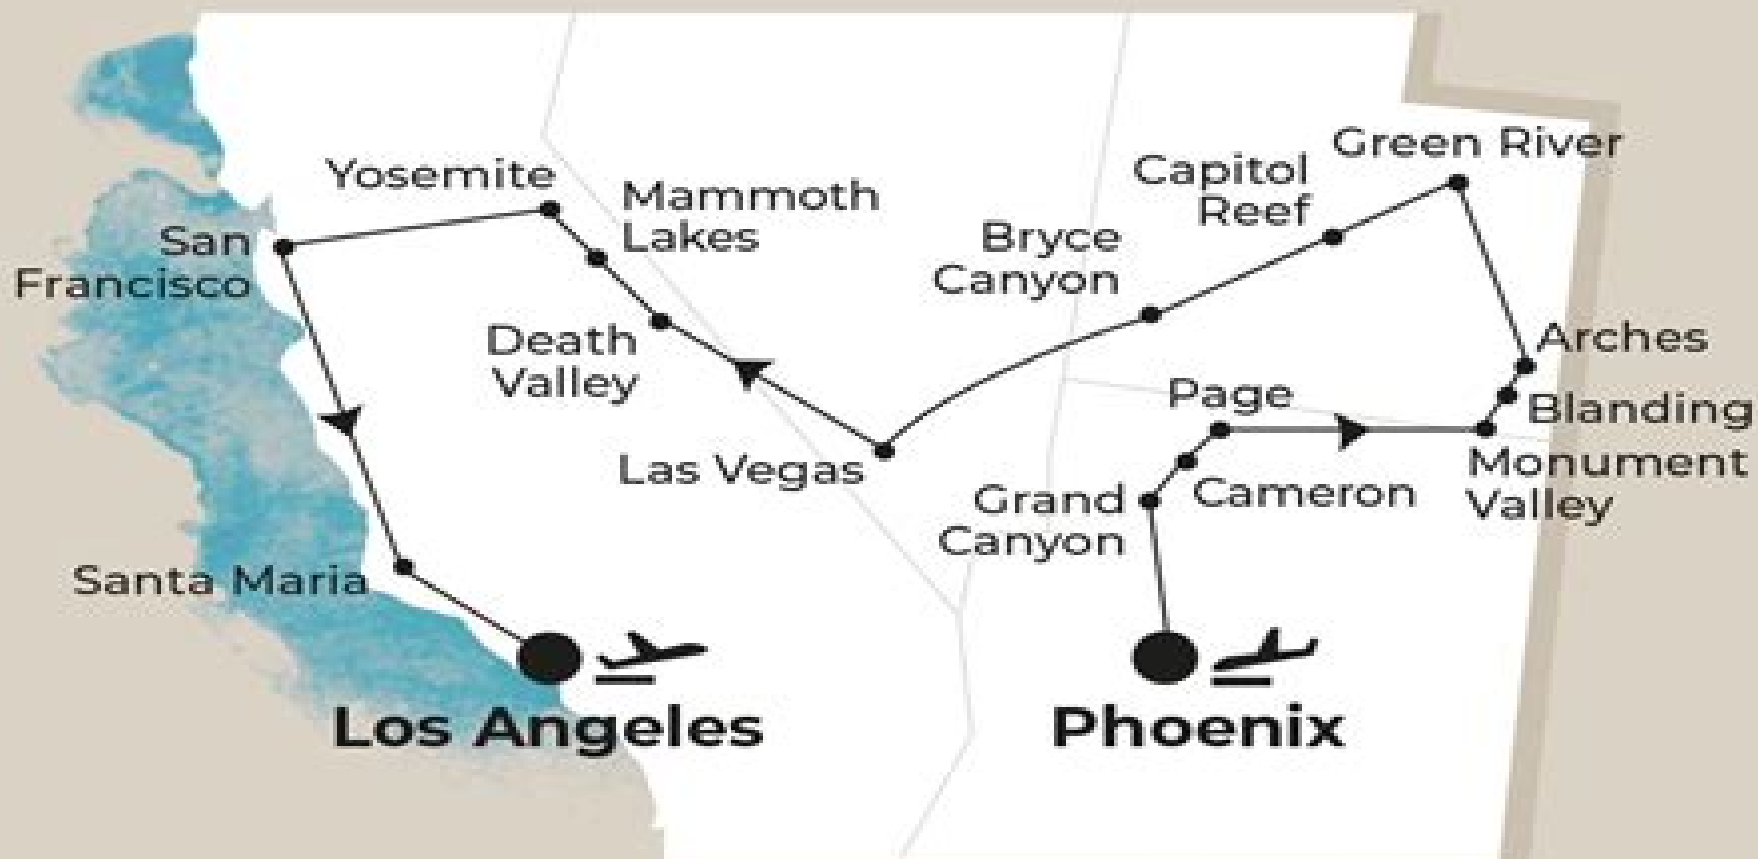 Green River
Capitol
Reef
Yosemite
Mammoth
Lakes
Bryce
Canyon
San
Francisco
Death
Valley
Arches
Page
Blanding
Las Vegas
Monument
Valley
Grand
Canyon
Cameron
Santa Maria
Los Angeles
Phoenix